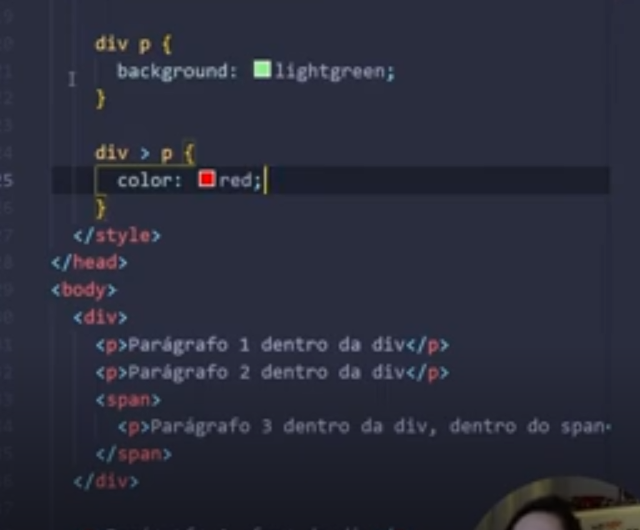 div p {
background: lightgreen;
}
div > p {
color: red;
}
</style>
</head>
<body>
<div>
<p>Parágrafo 1 dentro da div</p>
<p>Parágrafo 2 dentro da div</p>
<span>
<p>Parágrafo 3 dentro da div, dentro do span<
</span>
</div>